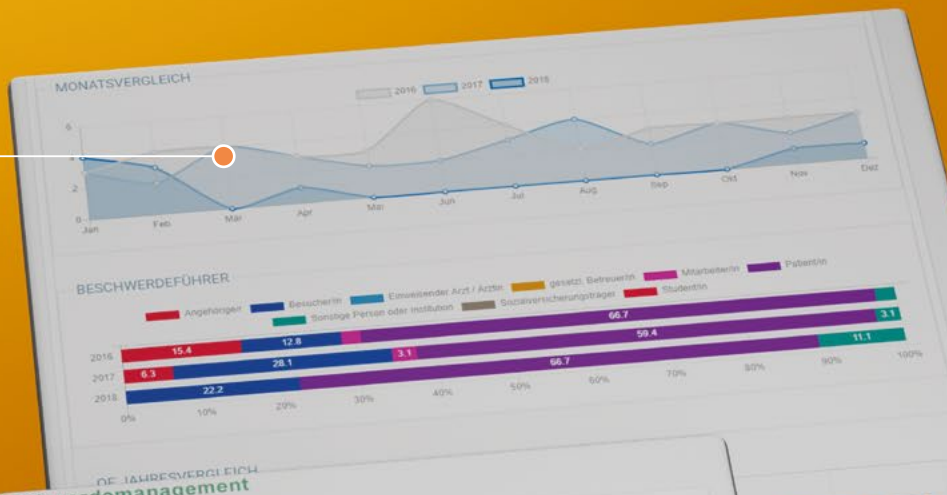 MONATSVERGLEICH
2016 2017 2018
6
4
2
0
Jan Feb Mär Apr Mai Jun Jul Aug Sep Okt Nov Dez
BESCHWERDEFÜHRER
Angehörige/r Besucher/in Einweisender Arzt / Ärztin gesetzl. Betreuer/in Mitarbeiter/in Patient/in
Sonstige Person oder Institution Sozialversicherungsträger Student/in
2016 15.4 12.8 66.7
2017 6.3 28.1 3.1 59.4 3.1
2018 22.2 66.7 11.1
0% 10% 20% 30% 40% 50% 60% 70% 80% 90% 100%
JAHRESVERGLEICH
demanagement